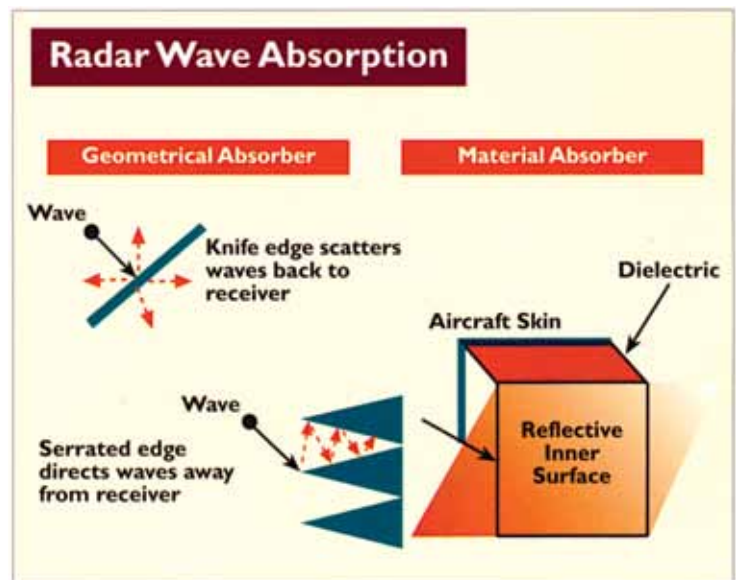 Radar Wave Absorption
Geometrical Absorber
Material Absorber
Wave
Knife edge scatters
waves back to
receiver
Dielectric
Aircraft Skin
Wave
Serrated edge
directs waves away
from receiver
Reflective
Inner
Surface